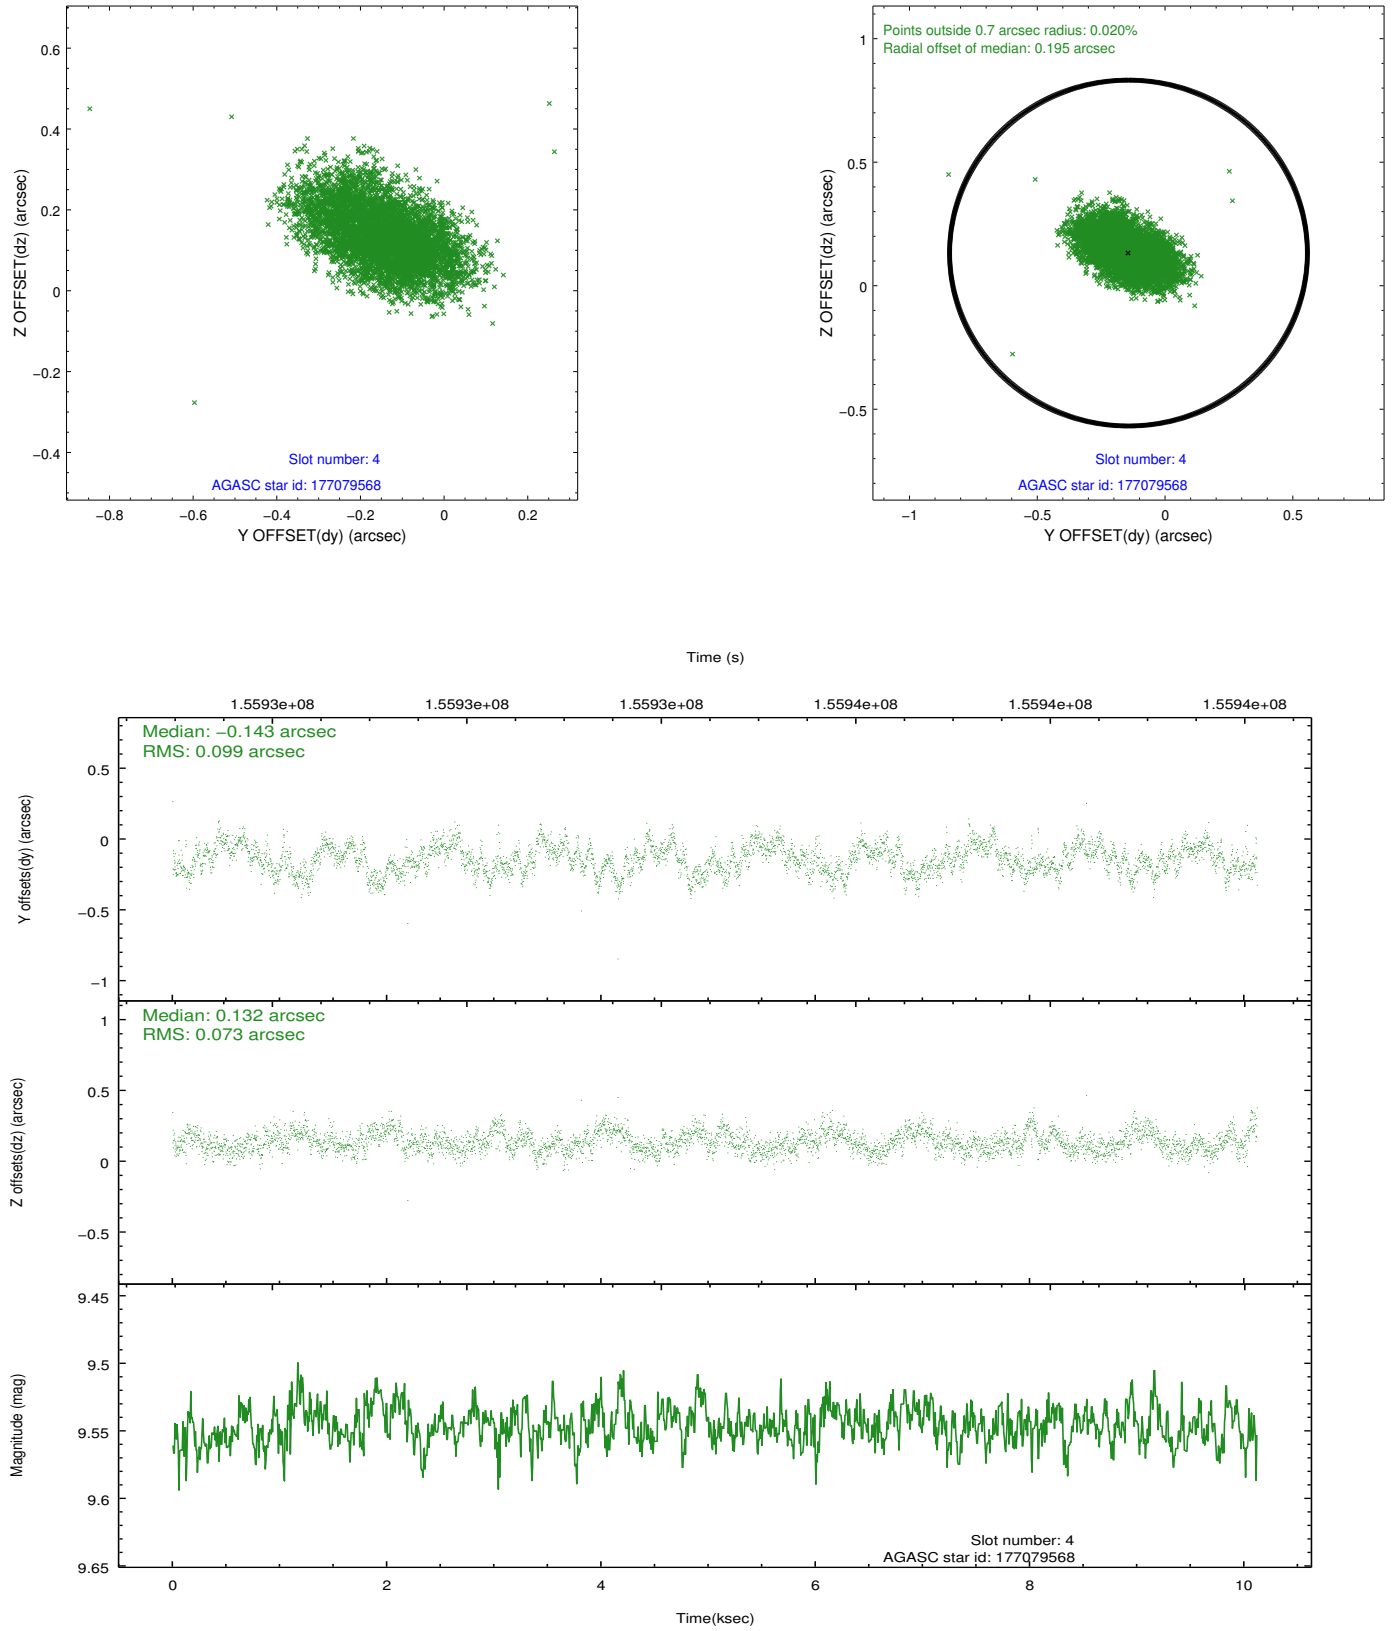 0.6
0.4
0.2
0
−0.2
−0.4
Z OFFSET(dz) (arcsec)
Slot number: 4
AGASC star id: 177079568
−0.8 −0.6 −0.4 −0.2 0 0.2
Y OFFSET(dy) (arcsec)
Points outside 0.7 arcsec radius: 0.020%
Radial offset of median: 0.195 arcsec
1
0.5
0
−0.5
Z OFFSET(dz) (arcsec)
Slot number: 4
AGASC star id: 177079568
−1 −0.5 0 0.5
Y OFFSET(dy) (arcsec)
Time (s)
1.5593e+08 1.5593e+08 1.5593e+08 1.5594e+08 1.5594e+08 1.5594e+08
Median: −0.143 arcsec
RMS: 0.099 arcsec
0.5
0
−0.5
−1
Y offsets(dy) (arcsec)
Median: 0.132 arcsec
RMS: 0.073 arcsec
1
0.5
0
−0.5
Z offsets(dz) (arcsec)
9.45
9.5
9.55
9.6
9.65
Magnitude (mag)
Slot number: 4
AGASC star id: 177079568
0 2 4 6 8 10
Time(ksec)